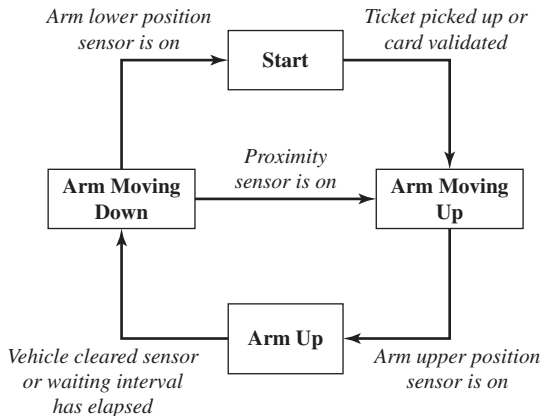 Arm lower position
sensor is on
Start
Ticket picked up or
card validated
Arm Moving
Down
Proximity
sensor is on
Arm Moving
Up
Vehicle cleared sensor
or waiting interval
has elapsed
Arm Up
Arm upper position
sensor is on